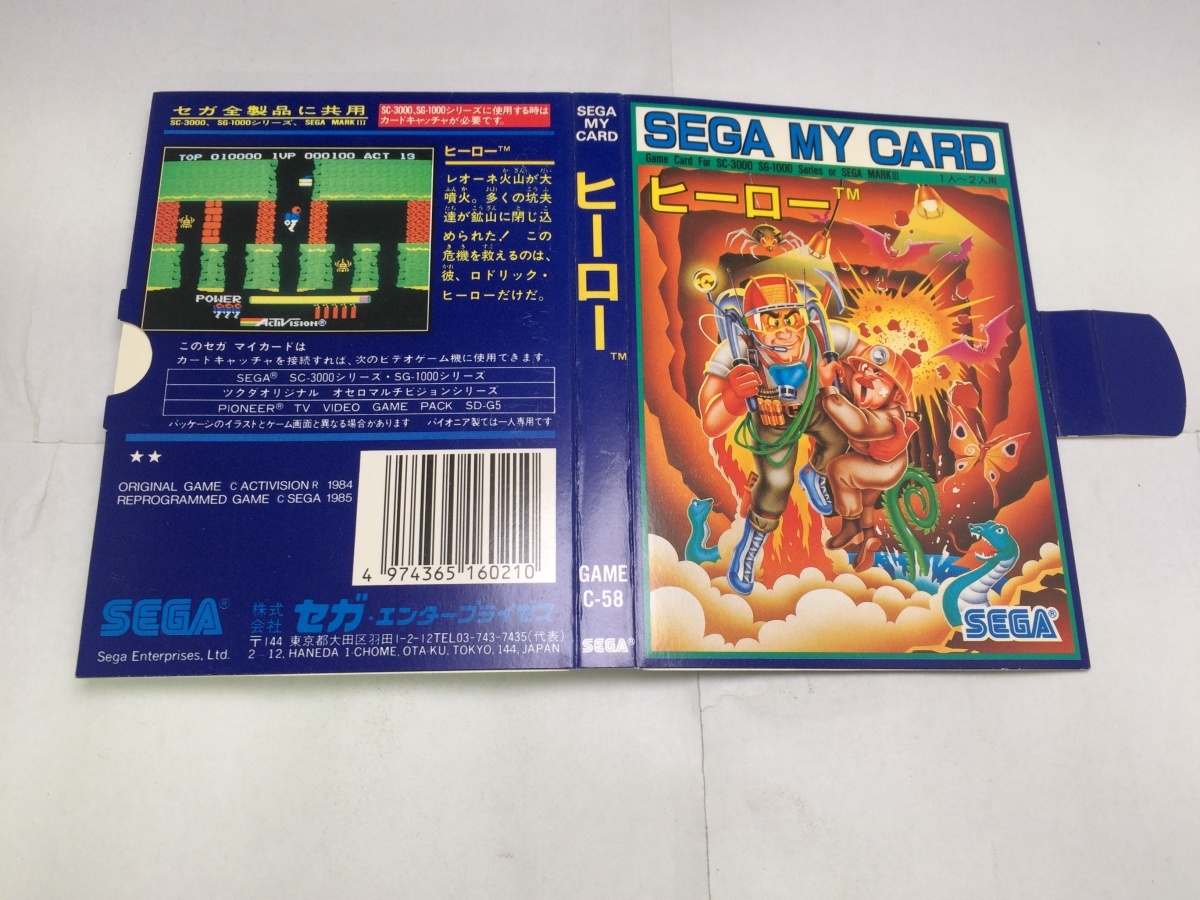 セガ全製品に共用
SC-3000、SG-1000シリーズ、SEGA MARKⅢ
SC-3000、SG-1000シリーズに使用する時は
カードキャッチャが必要です。
TOP 010000 1UP 000100 ACT 13
POWER
ACTIVISION®
ヒーロー™
レオーネ火山が大
噴火。多くの坑夫
達が鉱山に閉じ込
められた！ この
危機を救えるのは、
彼、ロドリック・
ヒーローだけだ。
このセガ マイカードは
カートキャッチャを接続すれば、次のビデオゲーム機に使用できます。
SEGA® SC-3000シリーズ・SG-1000シリーズ
ツクダオリジナル オセロマルチビジョンシリーズ
PIONEER® TV VIDEO GAME PACK SD-G5
パッケージのイラストとゲーム画面と異なる場合があります パイオニア製では一人専用です
★★
ORIGINAL GAME © ACTIVISION® 1984
REPROGRAMMED GAME © SEGA 1985
4 974365 160210
SEGA®
Sega Enterprises, Ltd.
株式会社 セガ・エンタープライゼス
〒144 東京都大田区羽田1-2-12 TEL03-743-7435(代表)
2-12, HANEDA 1-CHOME, OTA-KU, TOKYO, 144, JAPAN
SEGA
MY
CARD
ヒーロー™
GAME
C-58
SEGA®
SEGA MY CARD
Game Card For SC-3000 SG-1000 Series or SEGA MARKⅢ
1人〜2人用
ヒーロー™
SEGA®